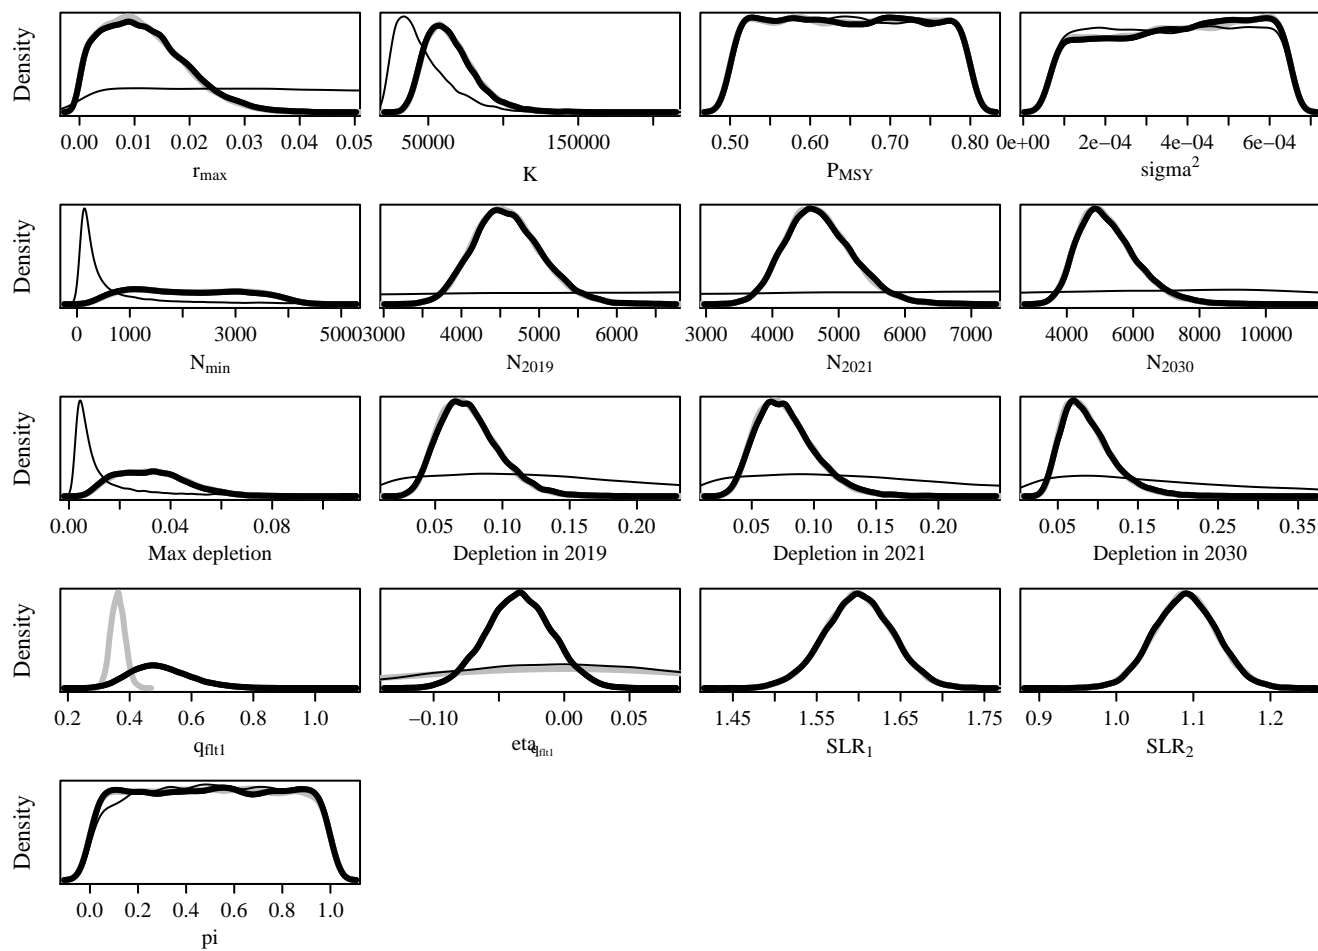 Density
0.00 0.01 0.02 0.03 0.04 0.05
r_max
50000 150000
K
0.50 0.60 0.70 0.80
P_MSY
0e+00 2e−04 4e−04 6e−04
sigma²
Density
0 1000 3000 5000
N_min
3000 4000 5000 6000
N_2019
3000 4000 5000 6000 7000
N_2021
4000 6000 8000 10000
N_2030
Density
0.00 0.04 0.08
Max depletion
0.05 0.10 0.15 0.20
Depletion in 2019
0.05 0.10 0.15 0.20
Depletion in 2021
0.05 0.15 0.25 0.35
Depletion in 2030
Density
0.2 0.4 0.6 0.8 1.0
q_flt1
−0.10 0.00 0.05
eta_q_flt1
1.45 1.55 1.65 1.75
SLR_1
0.9 1.0 1.1 1.2
SLR_2
Density
0.0 0.2 0.4 0.6 0.8 1.0
pi